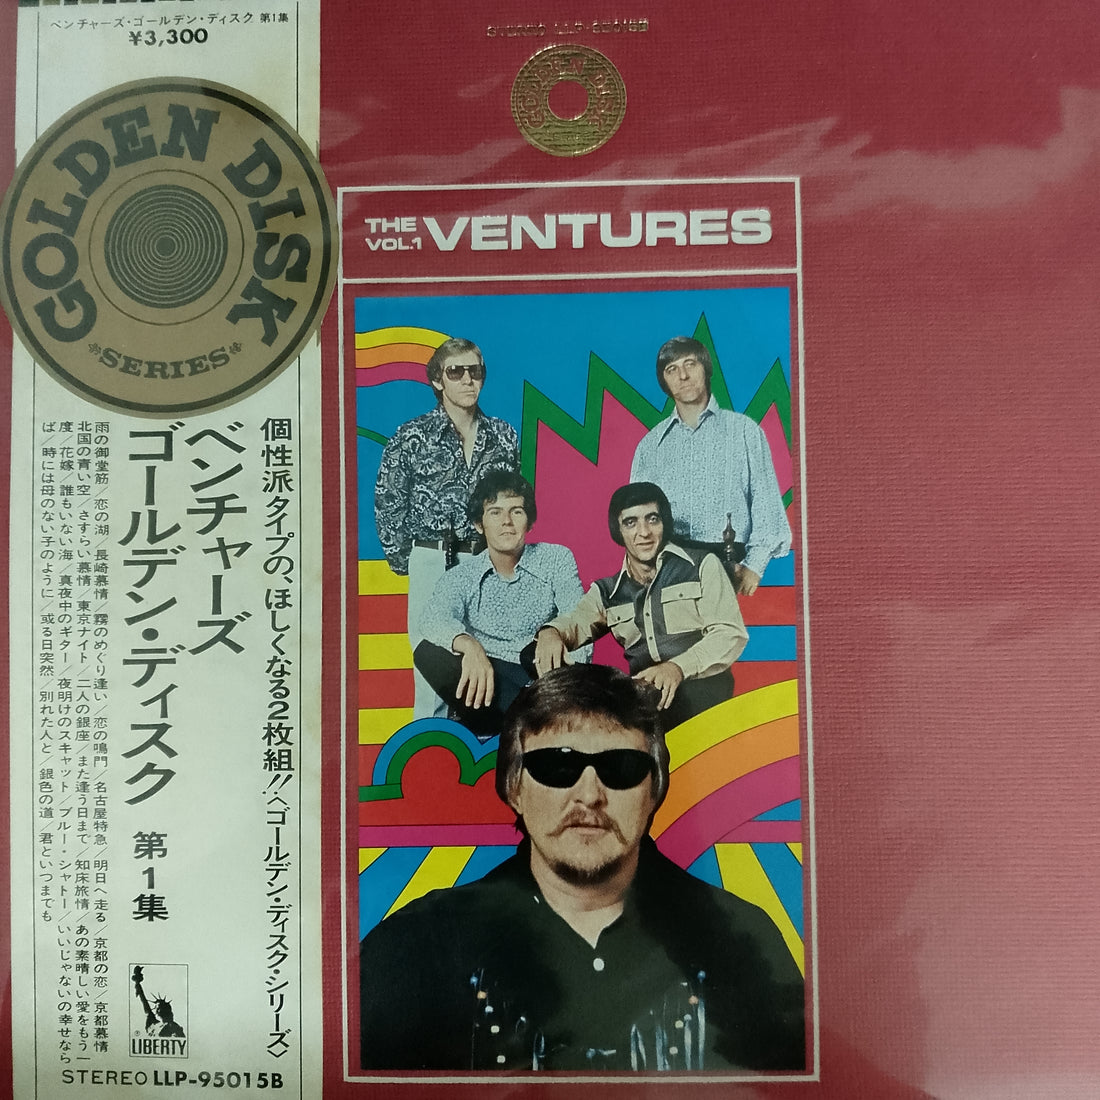 ベンチャーズ・ゴールデン・ディスク 第1集
¥3,300
GOLDEN DISK
SERIES
個性派タイプの、ほしくなる2枚組!!〈ゴールデン・ディスク・シリーズ〉
ベンチャーズ
ゴールデン・ディスク 第1集
雨の御堂筋/恋の湖/長崎慕情/霧のめぐり逢い/恋の鳴門/名古屋特急/明日へ走る/京都の恋/京都慕情
北国の青い空/さすらい慕情/東京ナイト/二人の銀座/また逢う日まで/知床旅情/あの素晴しい愛をもう一
度/花嫁/誰もいない海/真夜中のギター/夜明けのスキャット/ブルー・シャトー/いいじゃないの幸せなら
ば/時には母のない子のように/或る日突然/別れた人と/銀色の道/君といつまでも
LIBERTY
STEREO LLP-95015B
STEREO LLP-95015B
GOLDEN DISK
SERIES
THE VENTURES
VOL.1